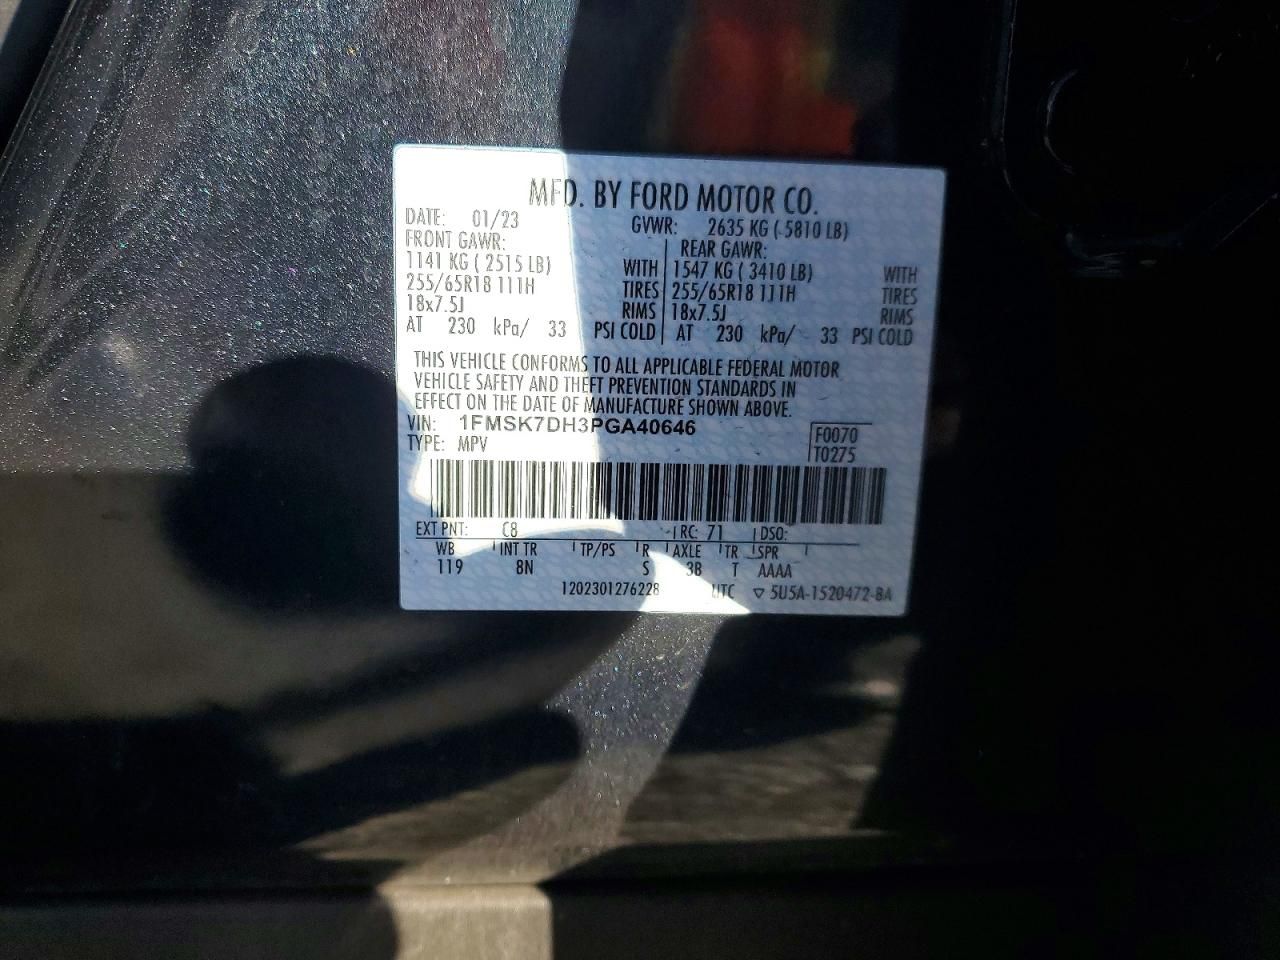 MFD. BY FORD MOTOR CO.
DATE: 01/23 GVWR: 2635 KG ( 5810 LB)
FRONT GAWR: REAR GAWR:
1141 KG ( 2515 LB) WITH 1547 KG ( 3410 LB) WITH
255/65R18 111H TIRES 255/65R18 111H TIRES
18x7.5J RIMS 18x7.5J RIMS
AT 230 kPa/ 33 PSI COLD AT 230 kPa/ 33 PSI COLD
THIS VEHICLE CONFORMS TO ALL APPLICABLE FEDERAL MOTOR
VEHICLE SAFETY AND THEFT PREVENTION STANDARDS IN
EFFECT ON THE DATE OF MANUFACTURE SHOWN ABOVE.
VIN: 1FMSK7DH3PGA40646 F0070
TYPE: MPV T0275
EXT PNT: C8 RC: 71 DSO:
WB INT TR TP/PS R AXLE TR SPR
119 8N S 3B T AAAA
1202301276228 UTC ▽ 5U5A-1520472-BA